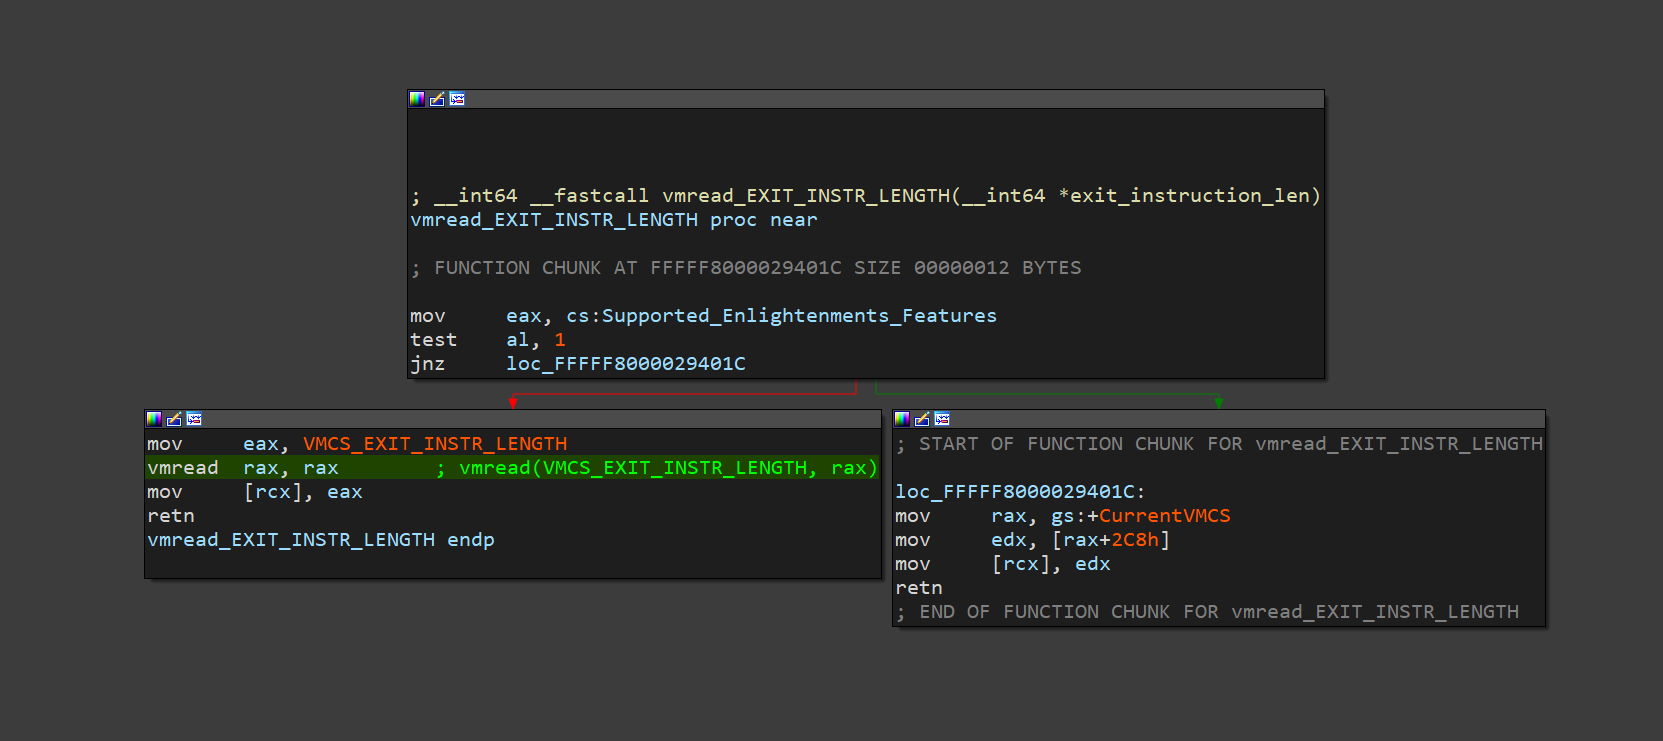 ; __int64 __fastcall vmread_EXIT_INSTR_LENGTH(__int64 *exit_instruction_len)
vmread_EXIT_INSTR_LENGTH proc near
; FUNCTION CHUNK AT FFFFF8000029401C SIZE 00000012 BYTES
mov     eax, cs:Supported_Enlightenments_Features
test    al, 1
jnz     loc_FFFFF8000029401C
mov     eax, VMCS_EXIT_INSTR_LENGTH
vmread  rax, rax        ; vmread(VMCS_EXIT_INSTR_LENGTH, rax)
mov     [rcx], eax
retn
vmread_EXIT_INSTR_LENGTH endp
; START OF FUNCTION CHUNK FOR vmread_EXIT_INSTR_LENGTH
loc_FFFFF8000029401C:
mov     rax, gs:+CurrentVMCS
mov     edx, [rax+2C8h]
mov     [rcx], edx
retn
; END OF FUNCTION CHUNK FOR vmread_EXIT_INSTR_LENGTH